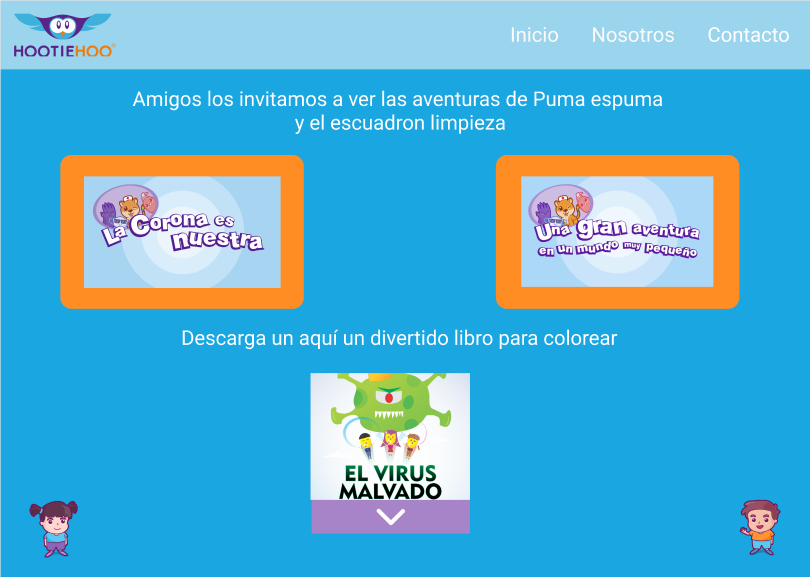 HOOTIEHOO®
Inicio Nosotros Contacto
Amigos los invitamos a ver las aventuras de Puma espuma
y el escuadron limpieza
La Corona es
nuestra
Una gran aventura
en un mundo muy pequeño
Descarga un aquí un divertido libro para colorear
EL VIRUS
MALVADO